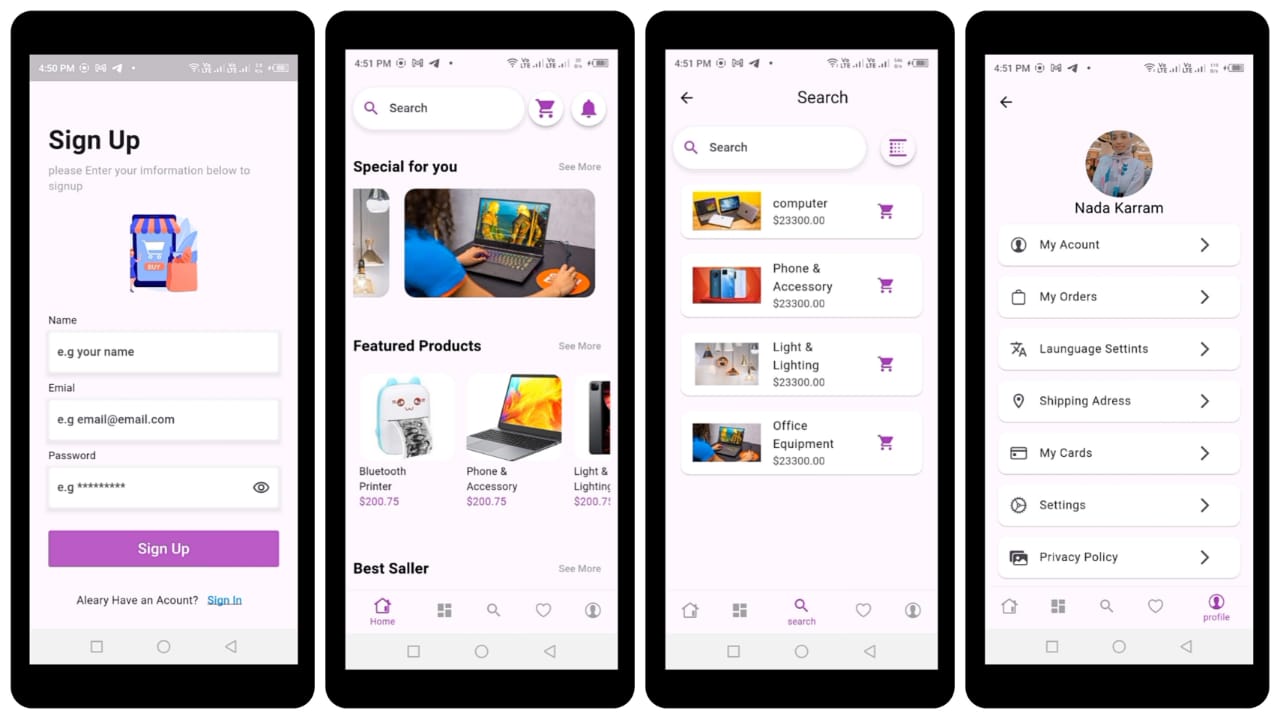 4:50 PM
Sign Up
please Enter your imformation below to
signup
BUY
Name
e.g your name
Emial
e.g email@email.com
Password
e.g *********
Sign Up
Aleary Have an Acount? Sign In
4:51 PM
Search
Special for you See More
Featured Products See More
Bluetooth
Printer
$200.75
Phone &
Accessory
$200.75
Light &
Lighting
$200.75
Best Saller See More
Home
4:51 PM
Search
Search
computer
$23300.00
Phone &
Accessory
$23300.00
Light &
Lighting
$23300.00
Office
Equipment
$23300.00
search
4:51 PM
Nada Karram
My Acount
My Orders
Launguage Settints
Shipping Adress
My Cards
Settings
Privacy Policy
profile